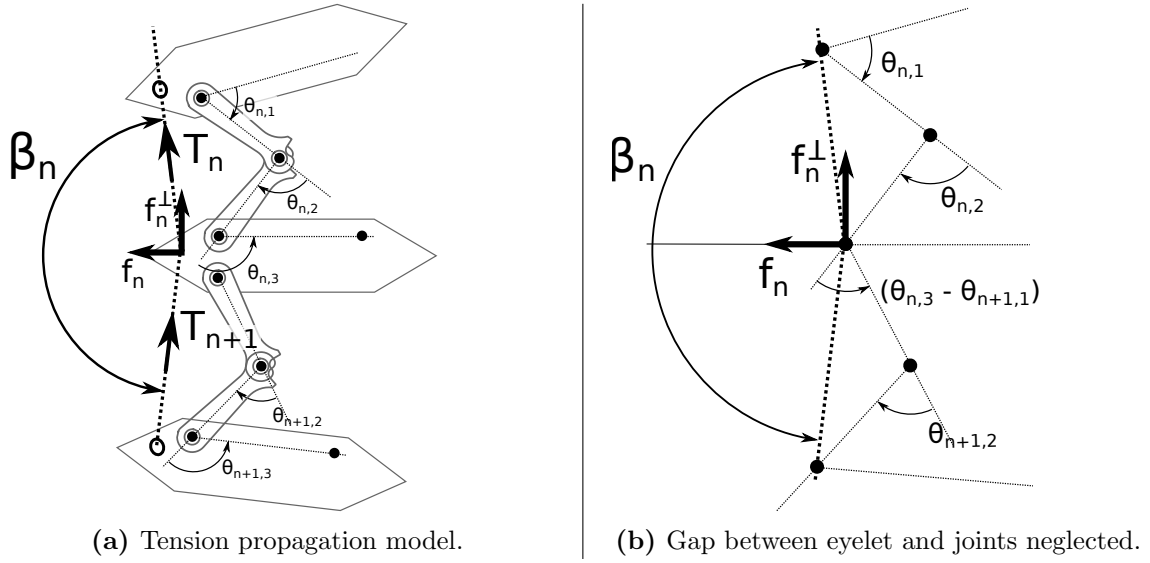 θn,1
Tn
βn
fn⊥
θn,2
fn
θn,3
Tn+1
θn+1,2
θn+1,3
(a) Tension propagation model.
θn,1
βn
fn⊥
θn,2
fn
(θn,3 - θn+1,1)
θn+1,2
(b) Gap between eyelet and joints neglected.